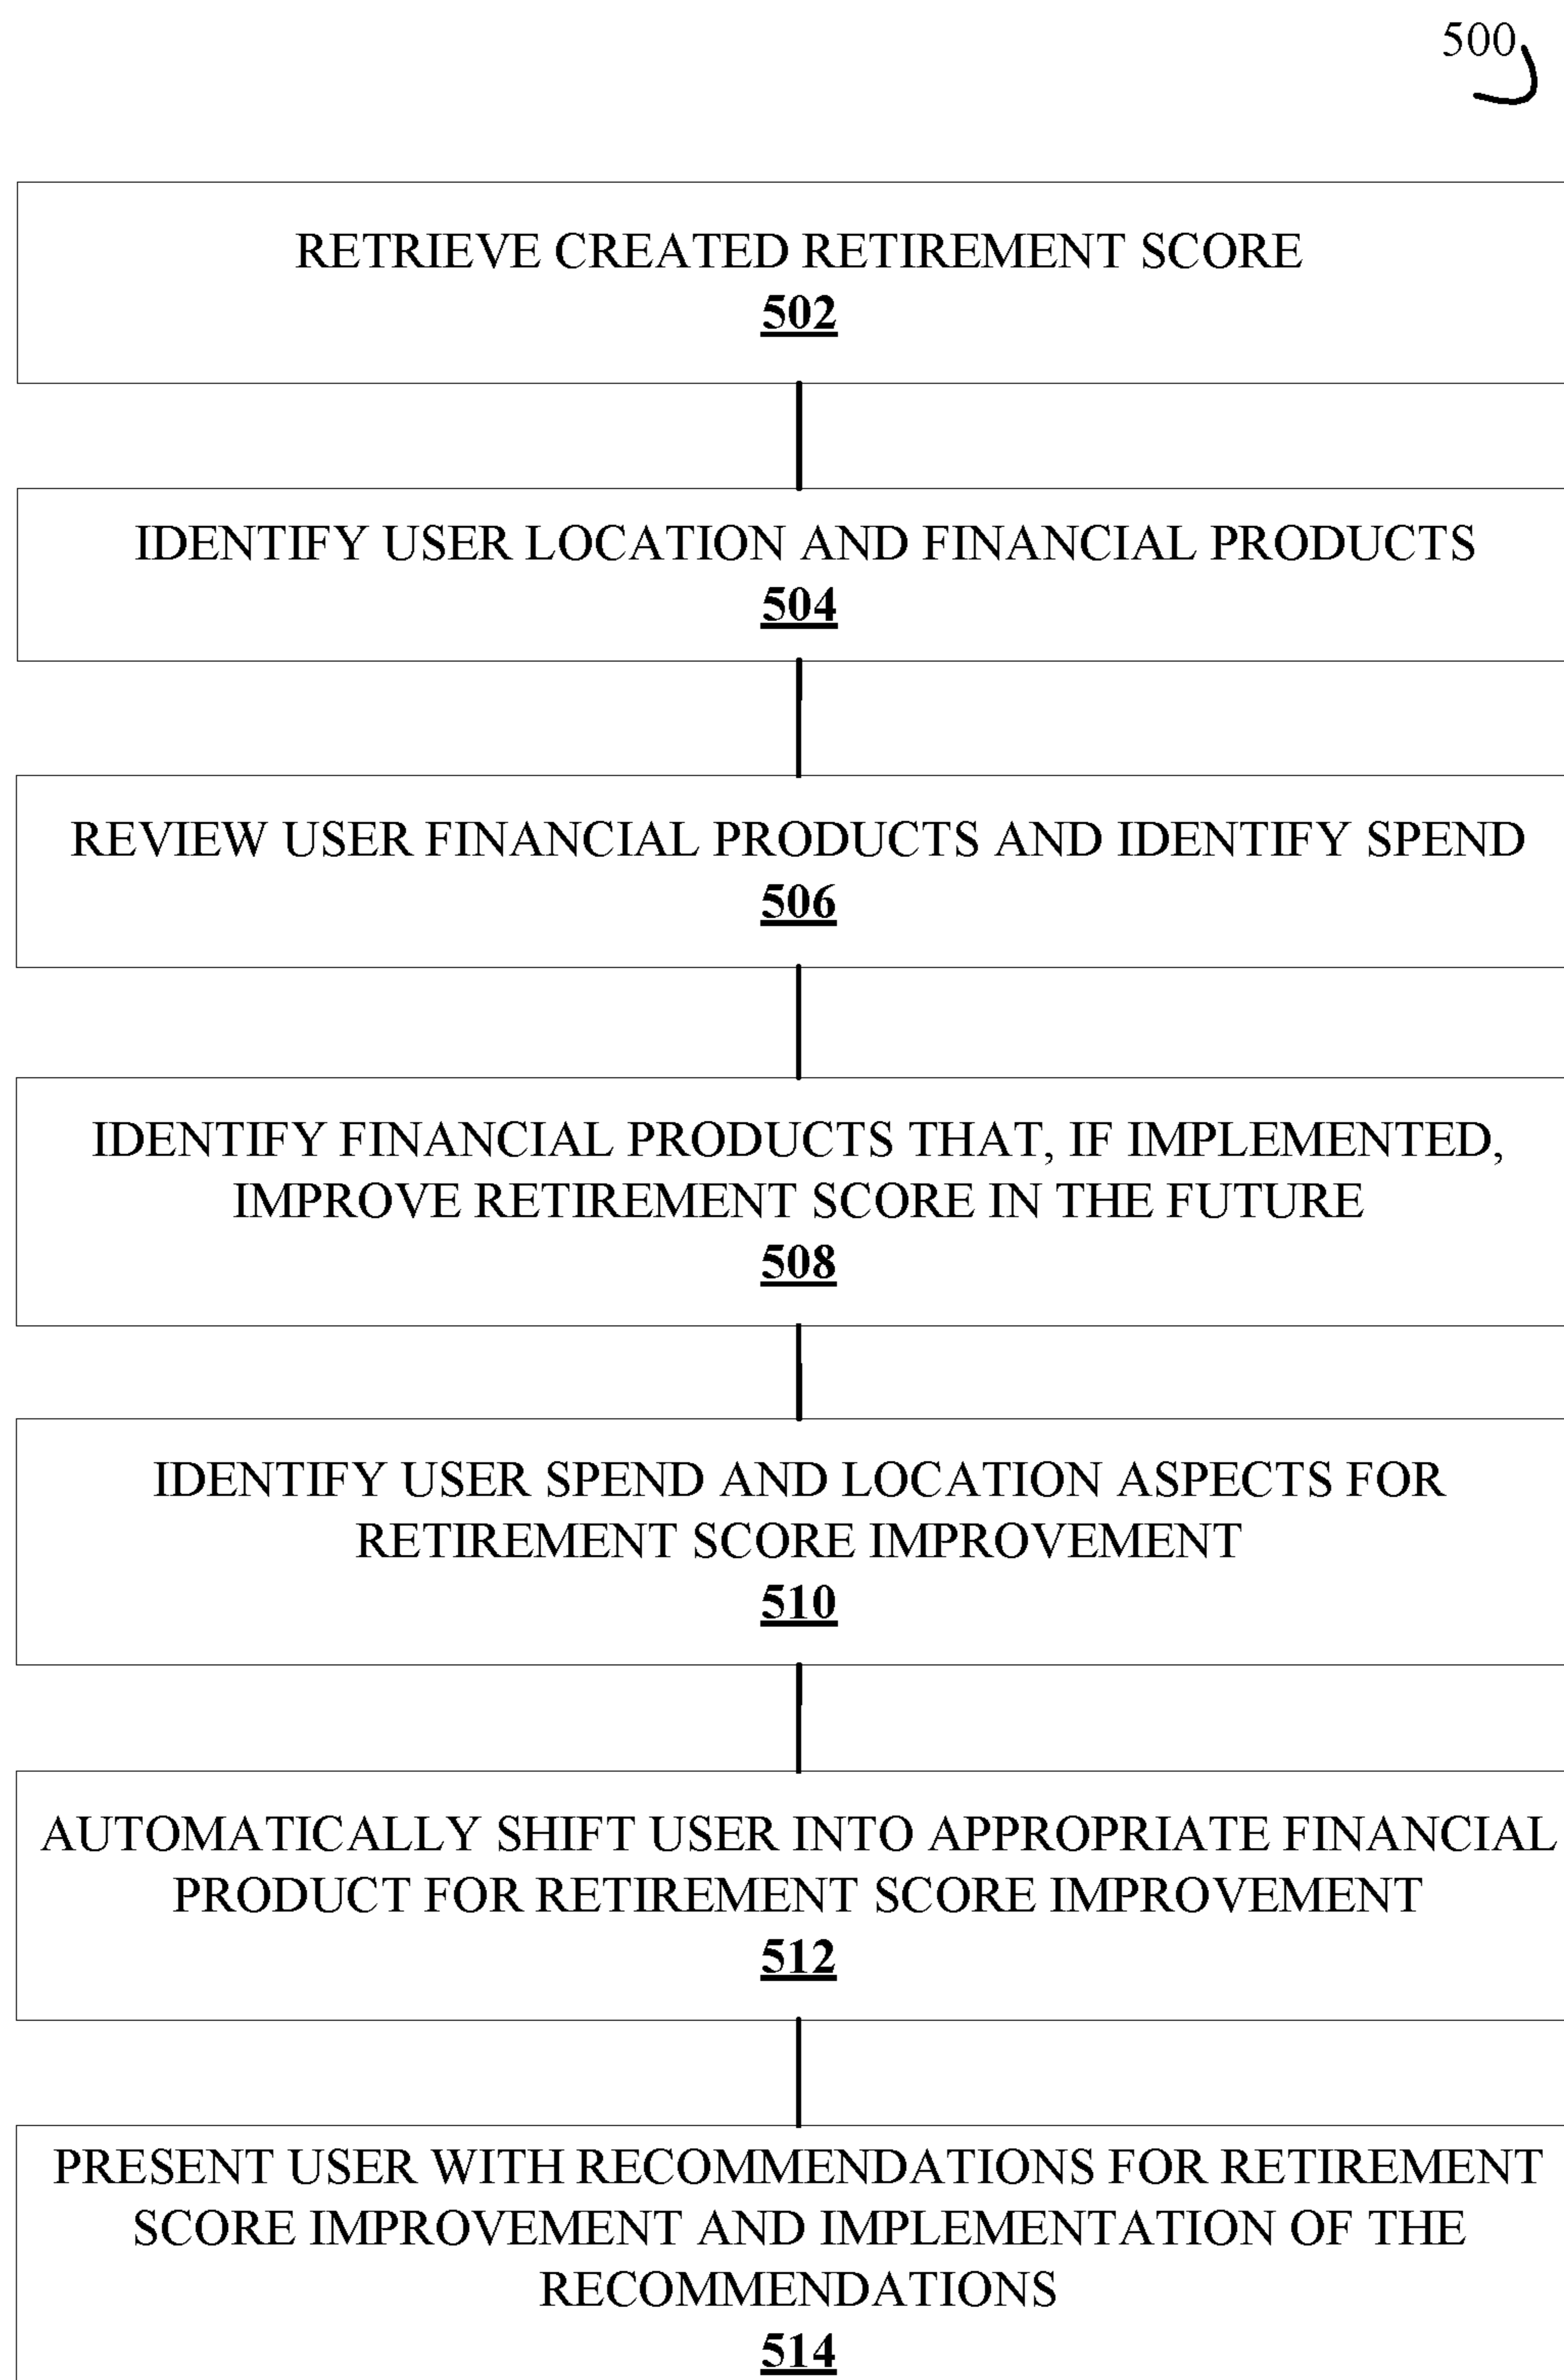 500
RETRIEVE CREATED RETIREMENT SCORE
502
IDENTIFY USER LOCATION AND FINANCIAL PRODUCTS
504
REVIEW USER FINANCIAL PRODUCTS AND IDENTIFY SPEND
506
IDENTIFY FINANCIAL PRODUCTS THAT, IF IMPLEMENTED,
IMPROVE RETIREMENT SCORE IN THE FUTURE
508
IDENTIFY USER SPEND AND LOCATION ASPECTS FOR
RETIREMENT SCORE IMPROVEMENT
510
AUTOMATICALLY SHIFT USER INTO APPROPRIATE FINANCIAL
PRODUCT FOR RETIREMENT SCORE IMPROVEMENT
512
PRESENT USER WITH RECOMMENDATIONS FOR RETIREMENT
SCORE IMPROVEMENT AND IMPLEMENTATION OF THE
RECOMMENDATIONS
514